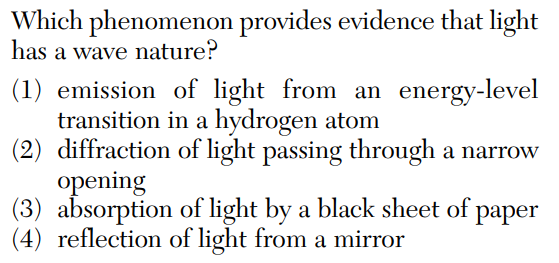 Which phenomenon provides evidence that light
has a wave nature?
(1) emission of light from an energy-level
transition in a hydrogen atom
(2) diffraction of light passing through a narrow
opening
(3) absorption of light by a black sheet of paper
(4) reflection of light from a mirror